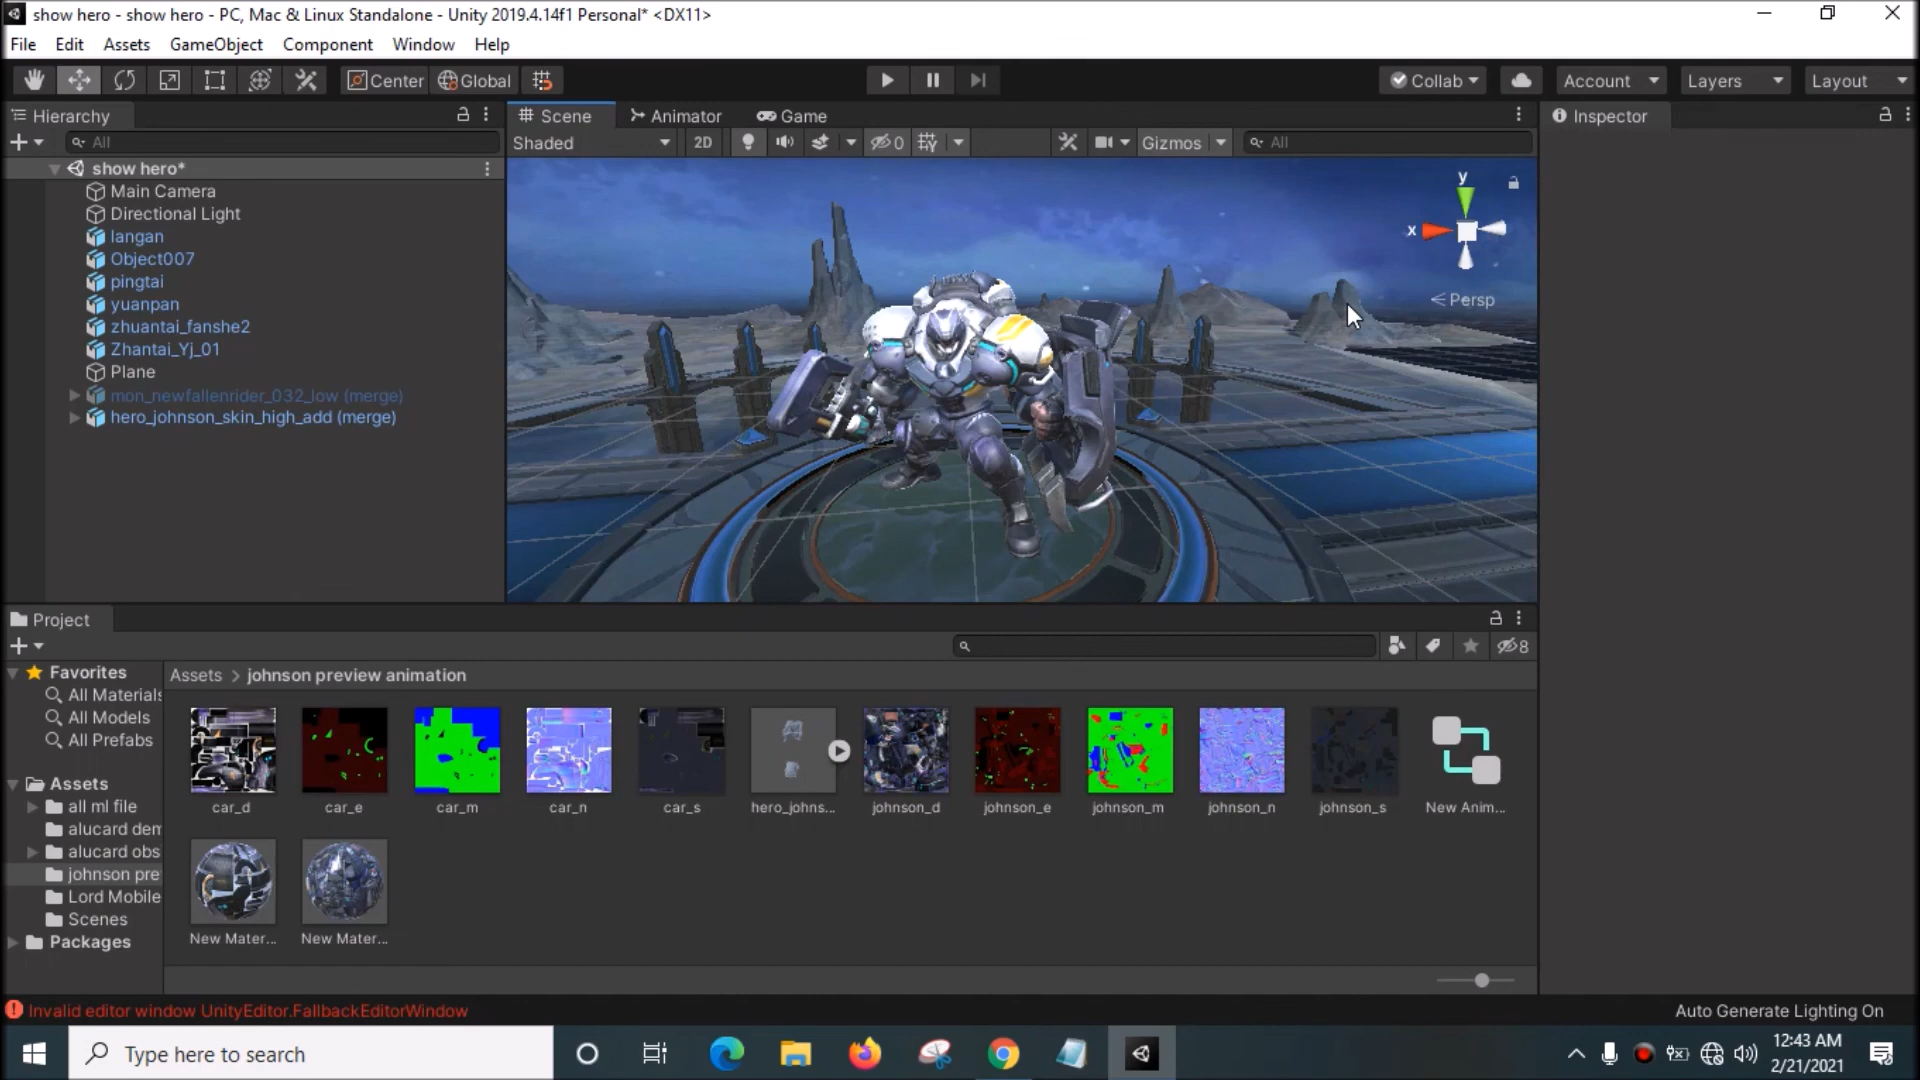 show hero - show hero - PC, Mac & Linux Standalone - Unity 2019.4.14f1 Personal* <DX11>
File Edit Assets GameObject Component Window Help
Center Global Collab Account Layers Layout
Hierarchy
All
show hero*
Main Camera
Directional Light
langan
Object007
pingtai
yuanpan
zhuantai_fanshe2
Zhantai_Yj_01
Plane
mon_newfallenrider_032_low (merge)
hero_johnson_skin_high_add (merge)
Scene Animator Game
Shaded 2D 0 Gizmos All
y
x
Persp
Inspector
Project
8
Favorites
All Materials
All Models
All Prefabs
Assets
all ml file
alucard dem
alucard obs
johnson pre
Lord Mobile
Scenes
Packages
Assets > johnson preview animation
car_d car_e car_m car_n car_s hero_johns... johnson_d johnson_e johnson_m johnson_n johnson_s New Anim...
New Mater... New Mater...
Invalid editor window UnityEditor.FallbackEditorWindow
Auto Generate Lighting On
Type here to search
12:43 AM
2/21/2021